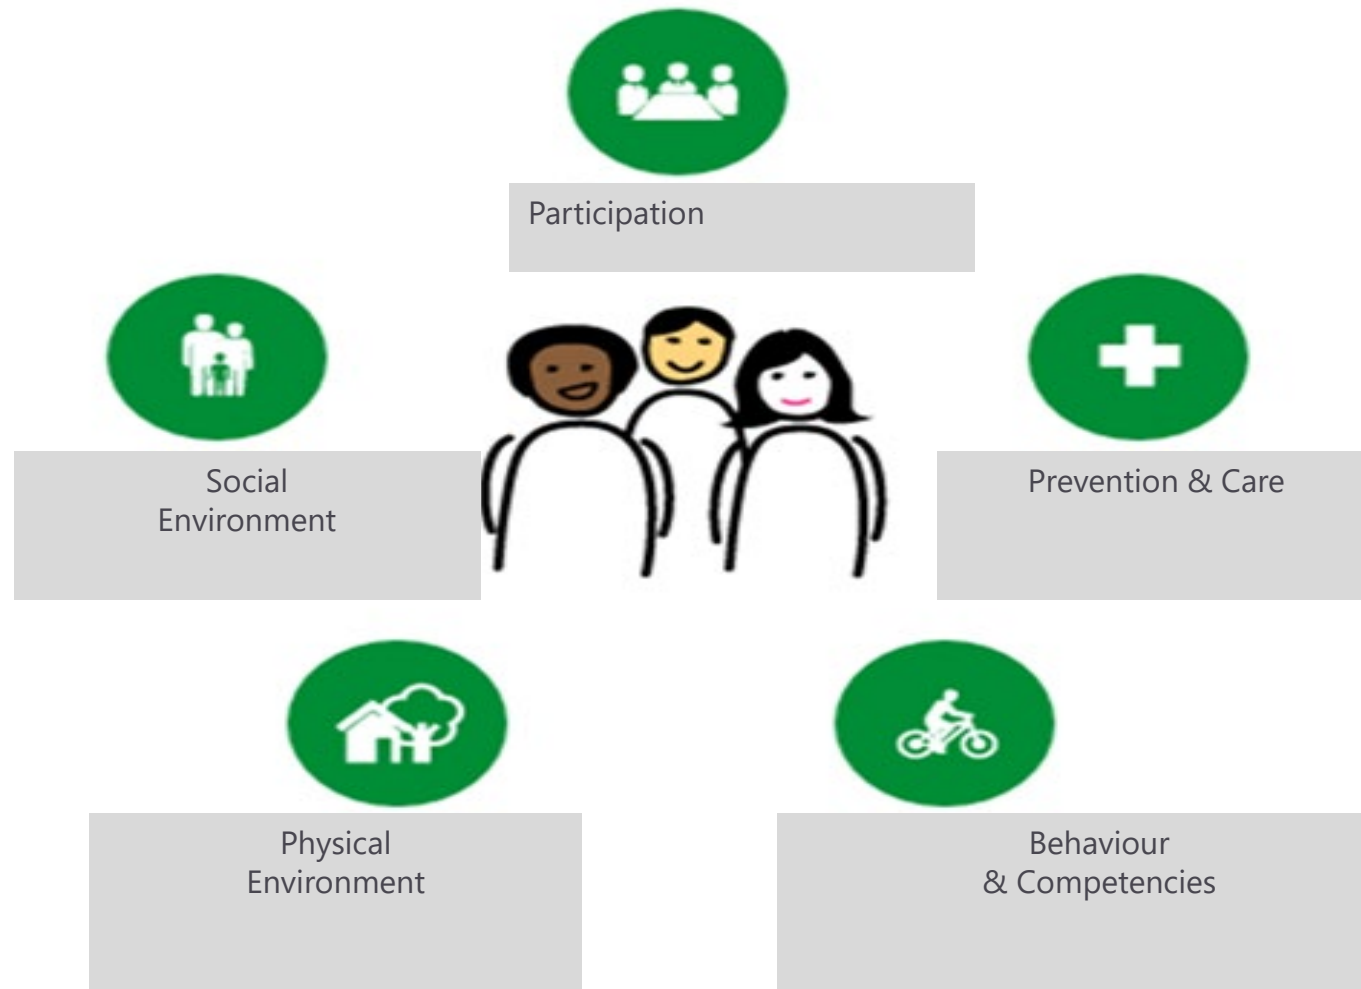 Participation
Social
Environment
Prevention & Care
Physical
Environment
Behaviour
& Competencies